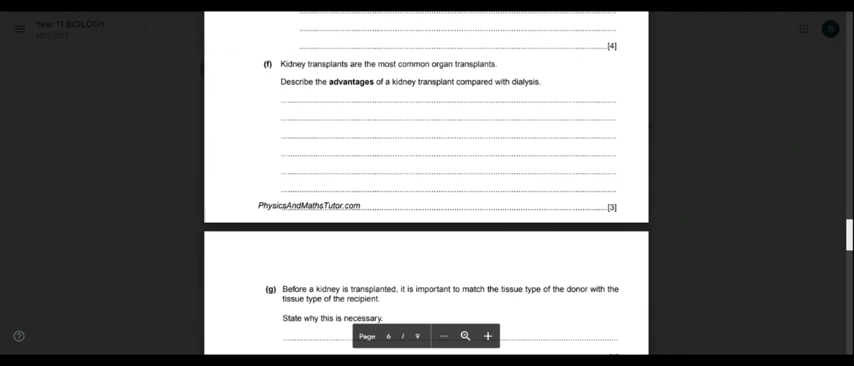 Year 11 BIOLOGY
S
[4]
(f) Kidney transplants are the most common organ transplants.
Describe the advantages of a kidney transplant compared with dialysis.
PhysicsAndMathsTutor.com
[3]
(g) Before a kidney is transplanted, it is important to match the tissue type of the donor with the
tissue type of the recipient.
State why this is necessary.
Page 6 / 9